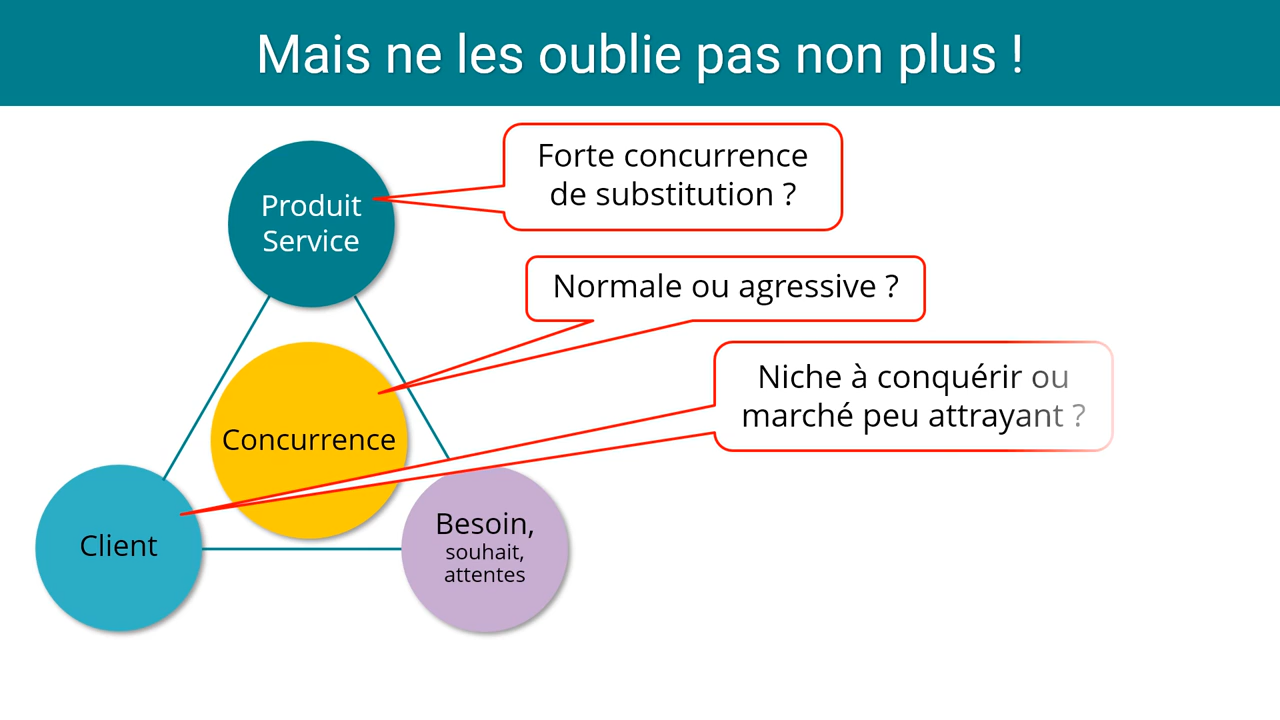 Mais ne les oublie pas non plus !
Forte concurrence
de substitution ?
Produit
Service
Normale ou agressive ?
Niche à conquérir ou
marché peu attrayant ?
Concurrence
Client
Besoin,
souhait,
attentes